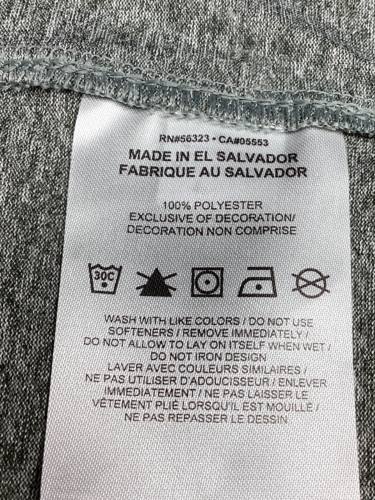 RN#56323 • CA#05553
MADE IN EL SALVADOR
FABRIQUE AU SALVADOR
100% POLYESTER
EXCLUSIVE OF DECORATION/
DECORATION NON COMPRISE
30C
WASH WITH LIKE COLORS / DO NOT USE
SOFTENERS / REMOVE IMMEDIATELY /
DO NOT ALLOW TO LAY ON ITSELF WHEN WET /
DO NOT IRON DESIGN
LAVER AVEC COULEURS SIMILAIRES /
NE PAS UTILISER D'ADOUCISSEUR / ENLEVER
IMMEDIATEMENT / NE PAS LAISSER LE
VÊTEMENT PLIÉ LORSQU'IL EST MOUILLÉ /
NE PAS REPASSER LE DESSIN